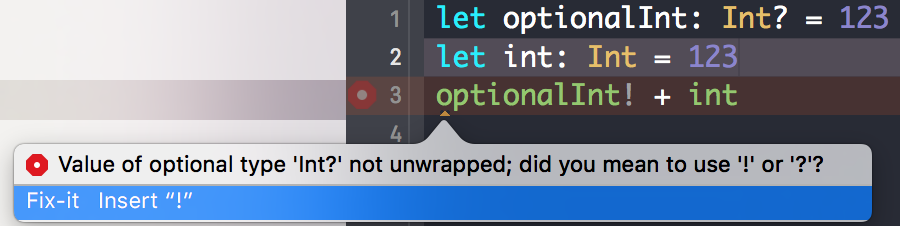 1 let optionalInt: Int? = 123
2 let int: Int = 123
3 optionalInt! + int
4
Value of optional type 'Int?' not unwrapped; did you mean to use '!' or '?'?
Fix-it Insert “!”